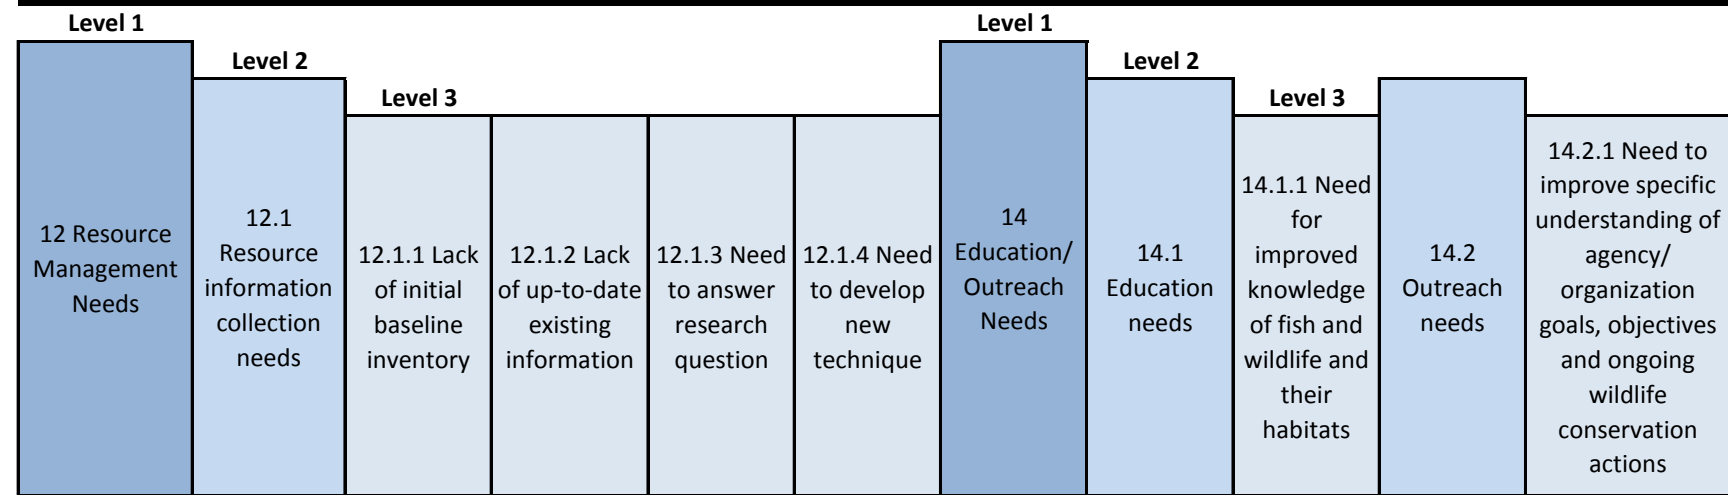 Level 1
Level 1
Level 2
Level 2
Level 3
Level 3
12 Resource
Management
Needs
12.1
Resource
information
collection
needs
12.1.1 Lack
of initial
baseline
inventory
12.1.2 Lack
of up-to-date
existing
information
12.1.3 Need
to answer
research
question
12.1.4 Need
to develop
new
technique
14
Education/
Outreach
Needs
14.1
Education
needs
14.1.1 Need
for
improved
knowledge
of fish and
wildlife and
their
habitats
14.2
Outreach
needs
14.2.1 Need to
improve specific
understanding of
agency/
organization
goals, objectives
and ongoing
wildlife
conservation
actions